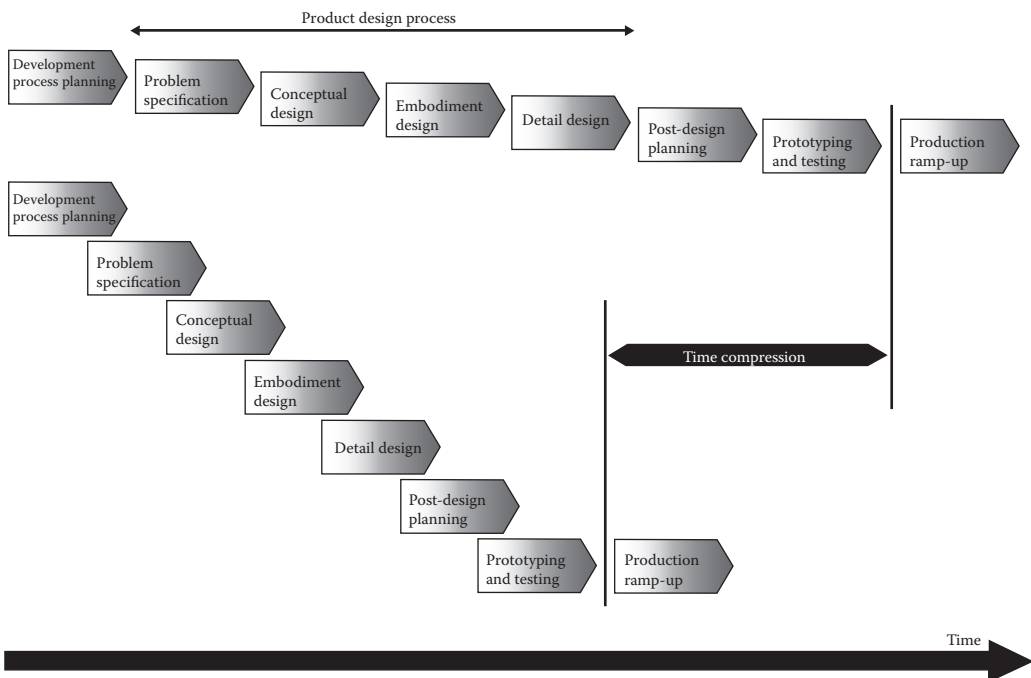 Product design process
Development
process planning
Problem
specification
Conceptual
design
Embodiment
design
Detail design
Post-design
planning
Prototyping
and testing
Production
ramp-up
Development
process planning
Problem
specification
Conceptual
design
Time compression
Embodiment
design
Detail design
Post-design
planning
Prototyping
and testing
Production
ramp-up
Time